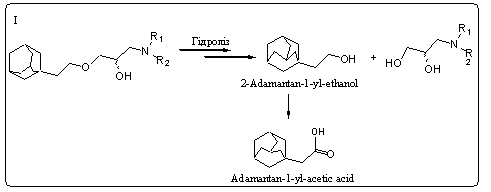 I
Гідроліз
R1
N
R2
O
OH
OH
+
HO
OH
N
R1
R
2
2-Adamantan-1-yl-ethanol
OH
O
Adamantan-1-yl-acetic acid